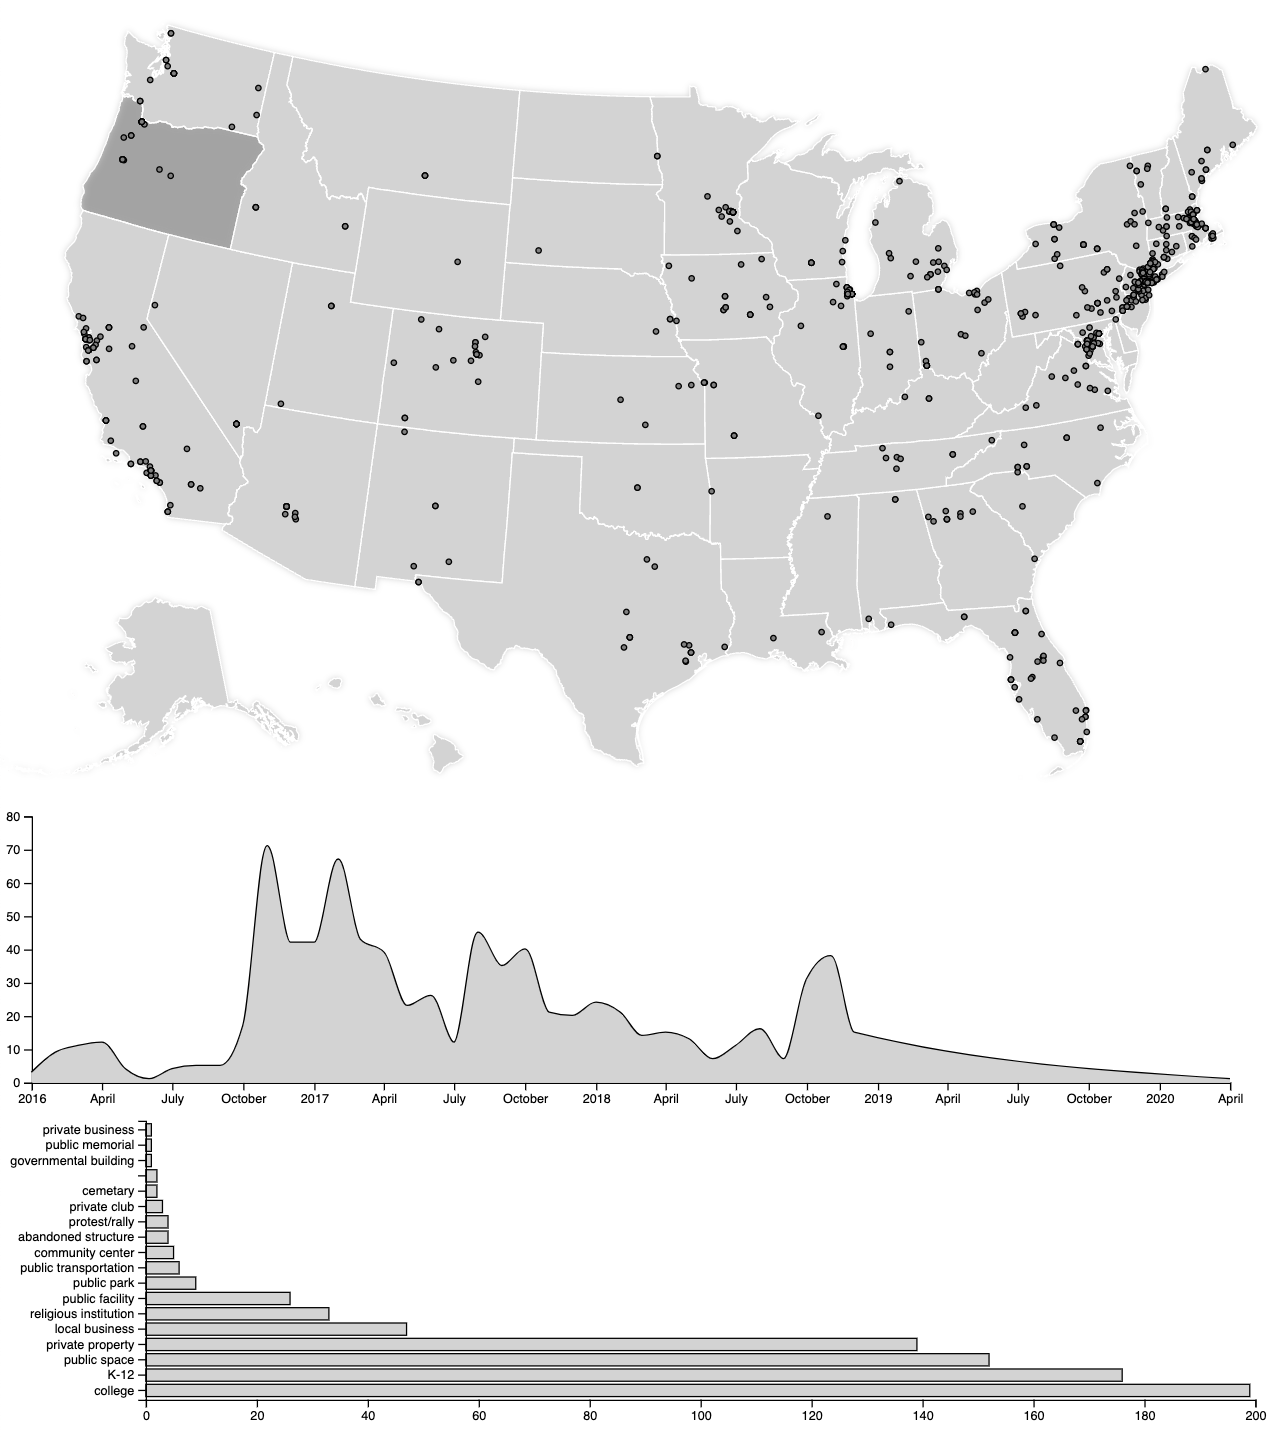 80
70
60
50
40
30
20
10
0
2016 April July October 2017 April July October 2018 April July October 2019 April July October 2020 April
private business
public memorial
governmental building
cemetary
private club
protest/rally
abandoned structure
community center
public transportation
public park
public facility
religious institution
local business
private property
public space
K-12
college
0 20 40 60 80 100 120 140 160 180 200